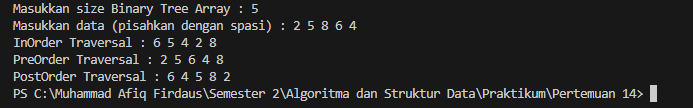 Masukkan size Binary Tree Array : 5
Masukkan data (pisahkan dengan spasi) : 2 5 8 6 4
InOrder Traversal : 6 5 4 2 8
PreOrder Traversal : 2 5 6 4 8
PostOrder Traversal : 6 4 5 8 2
PS C:\Muhammad Afiq Firdaus\Semester 2\Algoritma dan Struktur Data\Praktikum\Pertemuan 14>